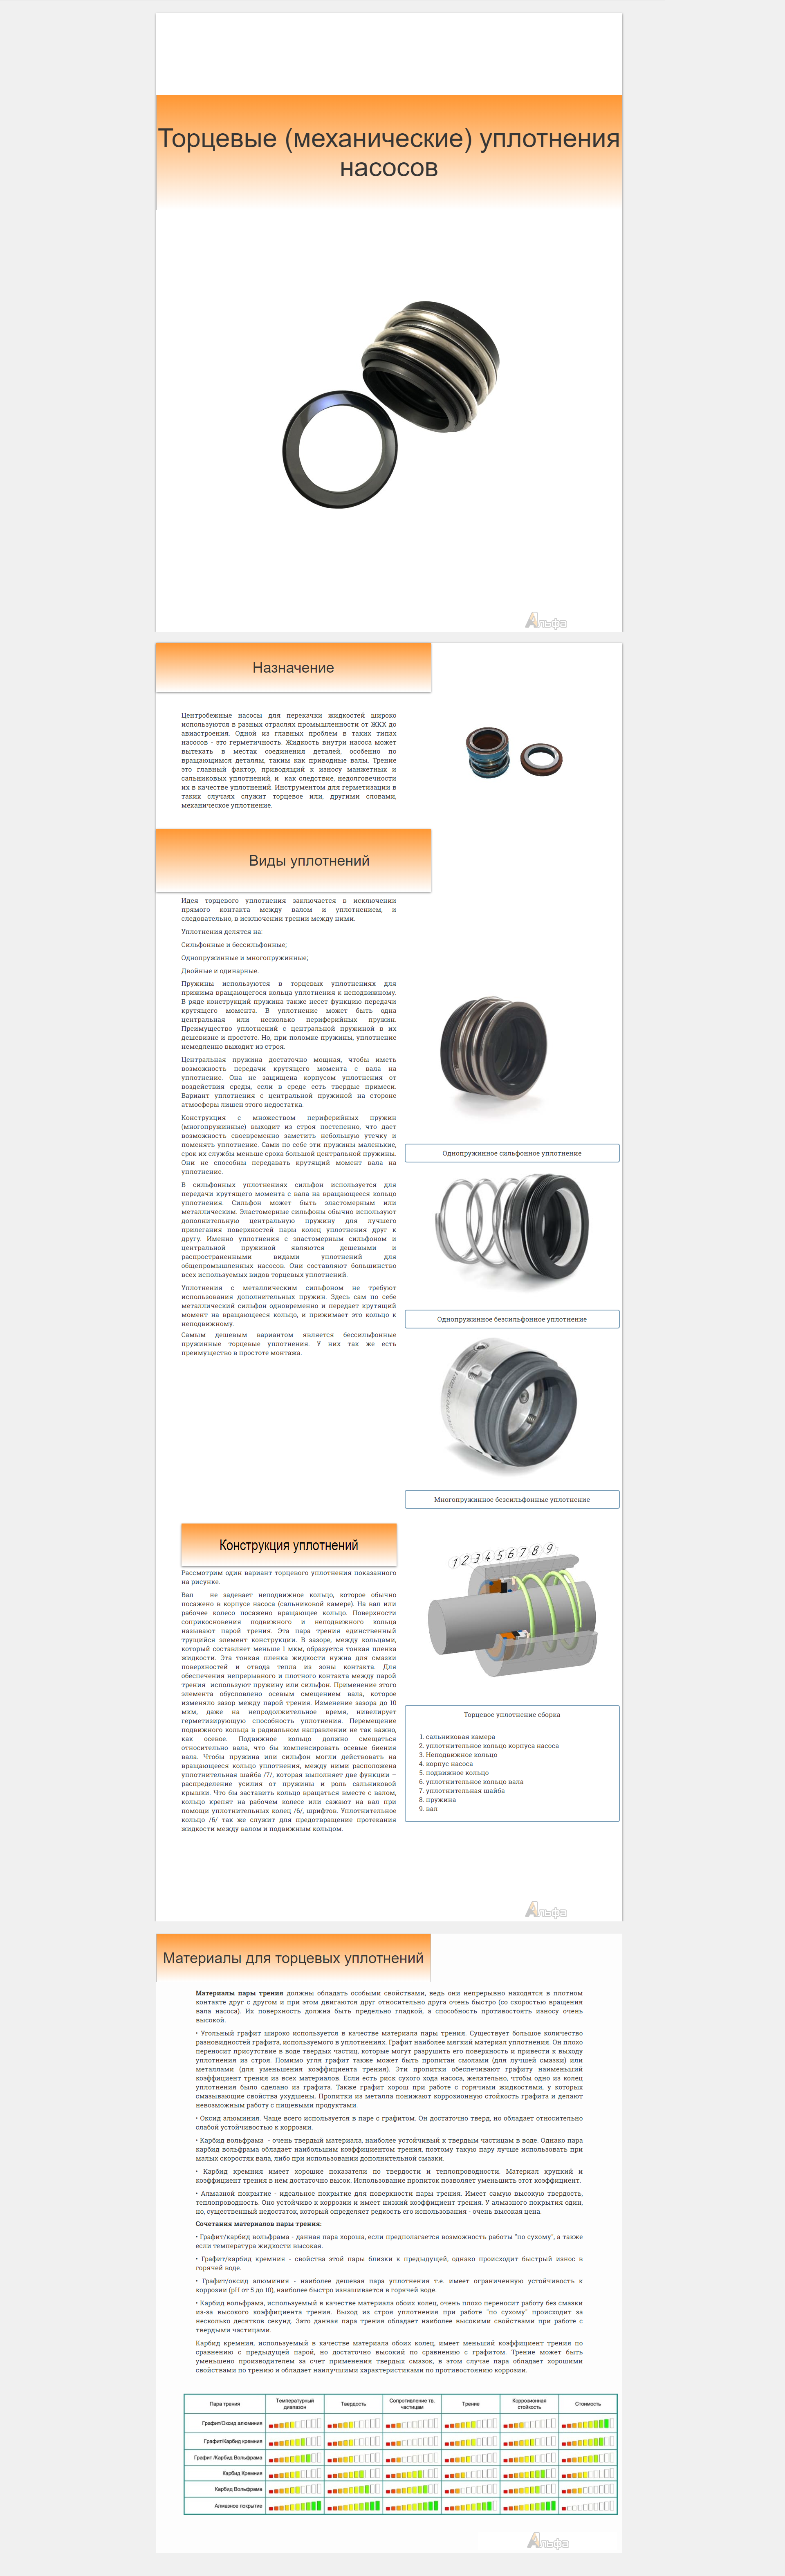 Торцевые (механические) уплотнения
насосов
Альфа
Назначение
Центробежные насосы для перекачки жидкостей широко
используются в разных отраслях промышленности от ЖКХ до
авиастроения. Одной из главных проблем в таких типах
насосов - это герметичность. Жидкость внутри насоса может
вытекать в местах соединения деталей, особенно по
вращающимся деталям, таким как приводные валы. Трение
это главный фактор, приводящий к износу манжетных и
сальниковых уплотнений, и как следствие, недолговечности
их в качестве уплотнений. Инструментом для герметизации в
таких случаях служит торцевое или, другими словами,
механическое уплотнение.
Виды уплотнений
Идея торцевого уплотнения заключается в исключении
прямого контакта между валом и уплотнением, и
следовательно, в исключении трении между ними.
Уплотнения делятся на:
Сильфонные и бессильфонные;
Однопружинные и многопружинные;
Двойные и одинарные.
Пружины используются в торцевых уплотнениях для
прижима вращающегося кольца уплотнения к неподвижному.
В ряде конструкций пружина также несет функцию передачи
крутящего момента. В уплотнение может быть одна
центральная или несколько периферийных пружин.
Преимущество уплотнений с центральной пружиной в их
дешевизне и простоте. Но, при поломке пружины, уплотнение
немедленно выходит из строя.
Центральная пружина достаточно мощная, чтобы иметь
возможность передачи крутящего момента с вала на
уплотнение. Она не защищена корпусом уплотнения от
воздействия среды, если в среде есть твердые примеси.
Вариант уплотнения с центральной пружиной на стороне
атмосферы лишен этого недостатка.
Конструкция с множеством периферийных пружин
(многопружинные) выходит из строя постепенно, что дает
возможность своевременно заметить небольшую утечку и
поменять уплотнение. Сами по себе эти пружины маленькие,
срок их службы меньше срока большой центральной пружины.
Они не способны передавать крутящий момент вала на
уплотнение.
В сильфонных уплотнениях сильфон используется для
передачи крутящего момента с вала на вращающееся кольцо
уплотнения. Сильфон может быть эластомерным или
металлическим. Эластомерные сильфоны обычно используют
дополнительную центральную пружину для лучшего
прилегания поверхностей пары колец уплотнения друг к
другу. Именно уплотнения с эластомерным сильфоном и
центральной пружиной являются дешевыми и
распространенными видами уплотнений для
общепромышленных насосов. Они составляют большинство
всех используемых видов торцевых уплотнений.
Уплотнения с металлическим сильфоном не требуют
использования дополнительных пружин. Здесь сам по себе
металлический сильфон одновременно и передает крутящий
момент на вращающееся кольцо, и прижимает это кольцо к
неподвижному.
Самым дешевым вариантом является бессильфонные
пружинные торцевые уплотнения. У них так же есть
преимущество в простоте монтажа.
Однопружинное сильфонное уплотнение
Однопружинное безсильфонное уплотнение
Многопружинное безсильфонные уплотнение
Конструкция уплотнений
Рассмотрим один вариант торцевого уплотнения показанного
на рисунке.
Вал не задевает неподвижное кольцо, которое обычно
посажено в корпусе насоса (сальниковой камере). На вал или
рабочее колесо посажено вращающее кольцо. Поверхности
соприкосновения подвижного и неподвижного кольца
называют парой трения. Эта пара трения единственный
трущийся элемент конструкции. В зазоре, между кольцами,
который составляет меньше 1 мкм, образуется тонкая пленка
жидкости. Эта тонкая пленка жидкости нужна для смазки
поверхностей и отвода тепла из зоны контакта. Для
обеспечения непрерывного и плотного контакта между парой
трения используют пружину или сильфон. Применение этого
элемента обусловлено осевым смещением вала, которое
изменяло зазор между парой трения. Изменение зазора до 10
мкм, даже на непродолжительное время, нивелирует
герметизирующую способность уплотнения. Перемещение
подвижного кольца в радиальном направлении не так важно,
как осевое. Подвижное кольцо должно смещаться
относительно вала, что бы компенсировать осевые биения
вала. Чтобы пружина или сильфон могли действовать на
вращающееся кольцо уплотнения, между ними расположена
уплотнительная шайба /7/, которая выполняет две функции –
распределение усилия от пружины и роль сальниковой
крышки. Что бы заставить кольцо вращаться вместе с валом,
кольцо крепят на рабочем колесе или сажают на вал при
помощи уплотнительных колец /6/, шрифтов. Уплотнительное
кольцо /6/ так же служит для предотвращение протекания
жидкости между валом и подвижным кольцом.
1 2 3 4 5 6 7 8 9
Торцевое уплотнение сборка
1. сальниковая камера
2. уплотнительное кольцо корпуса насоса
3. Неподвижное кольцо
4. корпус насоса
5. подвижное кольцо
6. уплотнительное кольцо вала
7. уплотнительная шайба
8. пружина
9. вал
Альфа
Материалы для торцевых уплотнений
Материалы пары трения должны обладать особыми свойствами, ведь они непрерывно находятся в плотном
контакте друг с другом и при этом двигаются друг относительно друга очень быстро (со скоростью вращения
вала насоса). Их поверхность должна быть предельно гладкой, а способность противостоять износу очень
высокой.
• Угольный графит широко используется в качестве материала пары трения. Существует большое количество
разновидностей графита, используемого в уплотнениях. Графит наиболее мягкий материал уплотнения. Он плохо
переносит присутствие в воде твердых частиц, которые могут разрушить его поверхность и привести к выходу
уплотнения из строя. Помимо угля графит также может быть пропитан смолами (для лучшей смазки) или
металлами (для уменьшения коэффициента трения). Эти пропитки обеспечивают графиту наименьший
коэффициент трения из всех материалов. Если есть риск сухого хода насоса, желательно, чтобы одно из колец
уплотнения было сделано из графита. Также графит хорош при работе с горячими жидкостями, у которых
смазывающие свойства ухудшены. Пропитки из металла понижают коррозионную стойкость графита и делают
невозможным работу с пищевыми продуктами.
• Оксид алюминия. Чаще всего используется в паре с графитом. Он достаточно тверд, но обладает относительно
слабой устойчивостью к коррозии.
• Карбид вольфрама - очень твердый материала, наиболее устойчивый к твердым частицам в воде. Однако пара
карбид вольфрама обладает наибольшим коэффициентом трения, поэтому такую пару лучше использовать при
малых скоростях вала, либо при использовании дополнительной смазки.
• Карбид кремния имеет хорошие показатели по твердости и теплопроводности. Материал хрупкий и
коэффициент трения в нем достаточно высок. Использование пропиток позволяет уменьшить этот коэффициент.
• Алмазной покрытие - идеальное покрытие для поверхности пары трения. Имеет самую высокую твердость,
теплопроводность. Оно устойчиво к коррозии и имеет низкий коэффициент трения. У алмазного покрытия один,
но, существенный недостаток, который определяет редкость его использования - очень высокая цена.
Сочетания материалов пары трения:
• Графит/карбид вольфрама - данная пара хороша, если предполагается возможность работы "по сухому", а также
если температура жидкости высокая.
• Графит/карбид кремния - свойства этой пары близки к предыдущей, однако происходит быстрый износ в
горячей воде.
• Графит/оксид алюминия - наиболее дешевая пара уплотнения т.е. имеет ограниченную устойчивость к
коррозии (pH от 5 до 10), наиболее быстро изнашивается в горячей воде.
• Карбид вольфрама, используемый в качестве материала обоих колец, очень плохо переносит работу без смазки
из-за высокого коэффициента трения. Выход из строя уплотнения при работе "по сухому" происходит за
несколько десятков секунд. Зато данная пара трения обладает наиболее высокими свойствами при работе с
твердыми частицами.
Карбид кремния, используемый в качестве материала обоих колец, имеет меньший коэффициент трения по
сравнению с предыдущей парой, но достаточно высокий по сравнению с графитом. Трение может быть
уменьшено производителем за счет применения твердых смазок, в этом случае пара обладает хорошими
свойствами по трению и обладает наилучшими характеристиками по противостоянию коррозии.
Пара трения
Температурный
диапазон
Твердость
Сопротивление тв.
частицам
Трение
Коррозионная
стойкость
Стоимость
Графит/Оксид алюминия
Графит/Карбид кремния
Графит /Карбид Вольфрама
Карбид Кремния
Карбид Вольфрама
Алмазное покрытие
Альфа